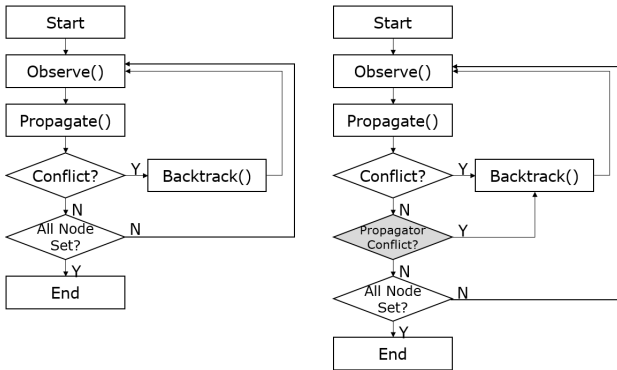 Start
Observe()
Propagate()
Conflict?
Y
Backtrack()
N
All Node
Set?
N
Y
End
Start
Observe()
Propagate()
Conflict?
Y
Backtrack()
N
Propagator
Conflict?
Y
N
All Node
Set?
N
Y
End